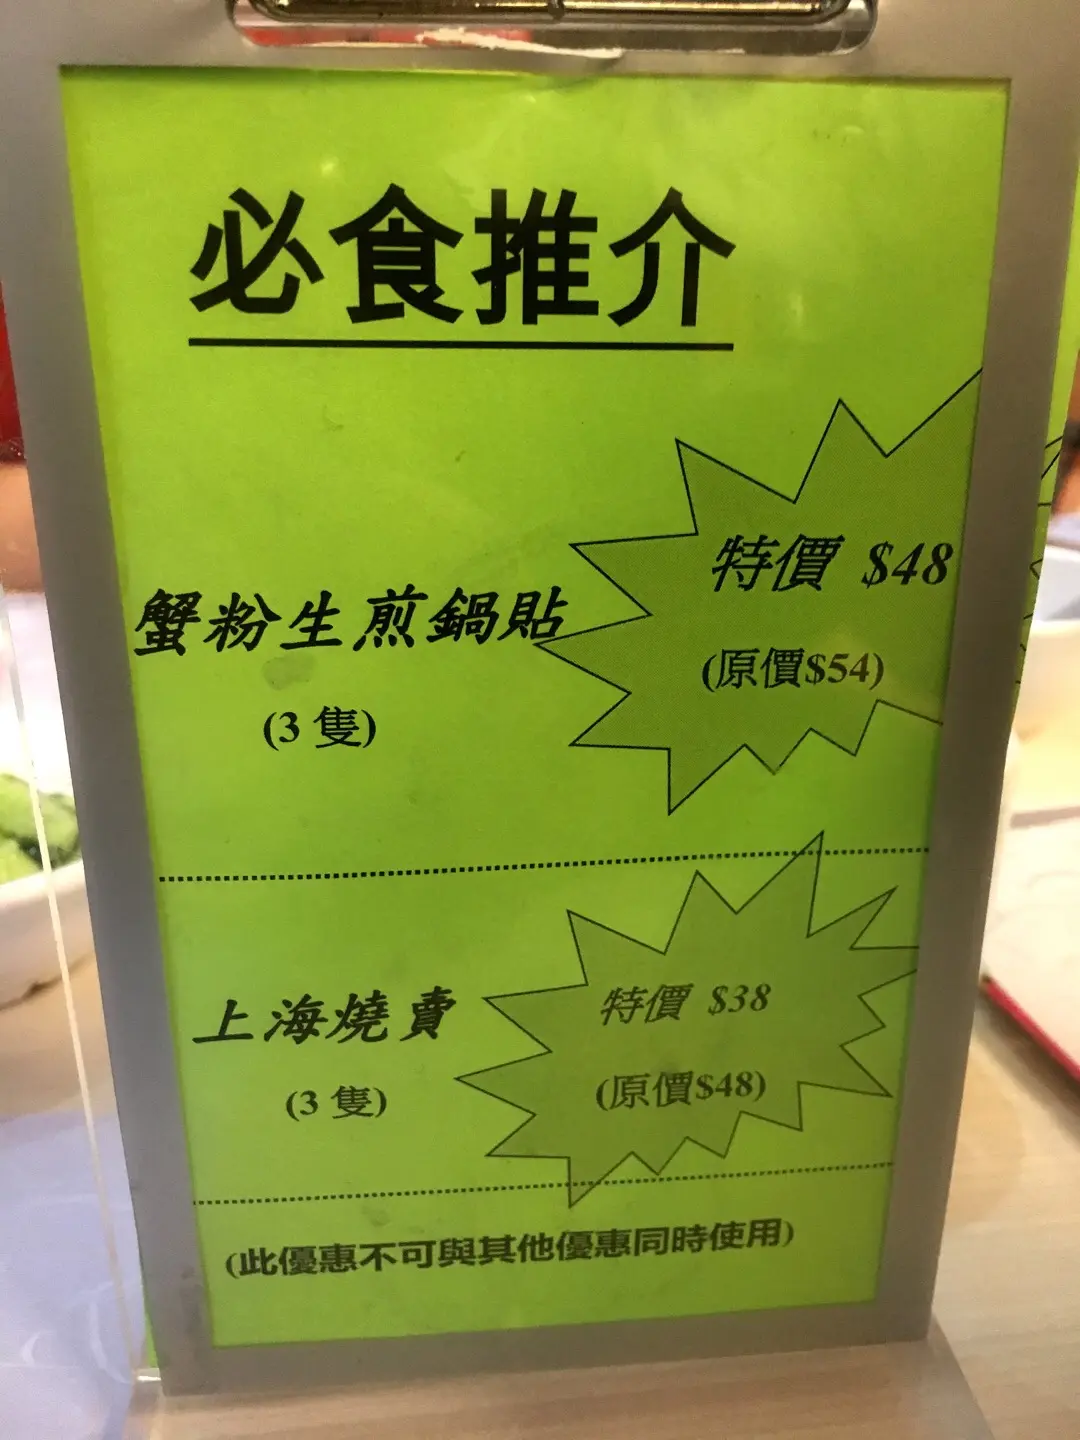 必食推介
特價 $48
蟹粉生煎鍋貼
(原價$54)
(3 隻)
特價 $38
上海燒賣
(原價$48)
(3 隻)
(此優惠不可與其他優惠同時使用)